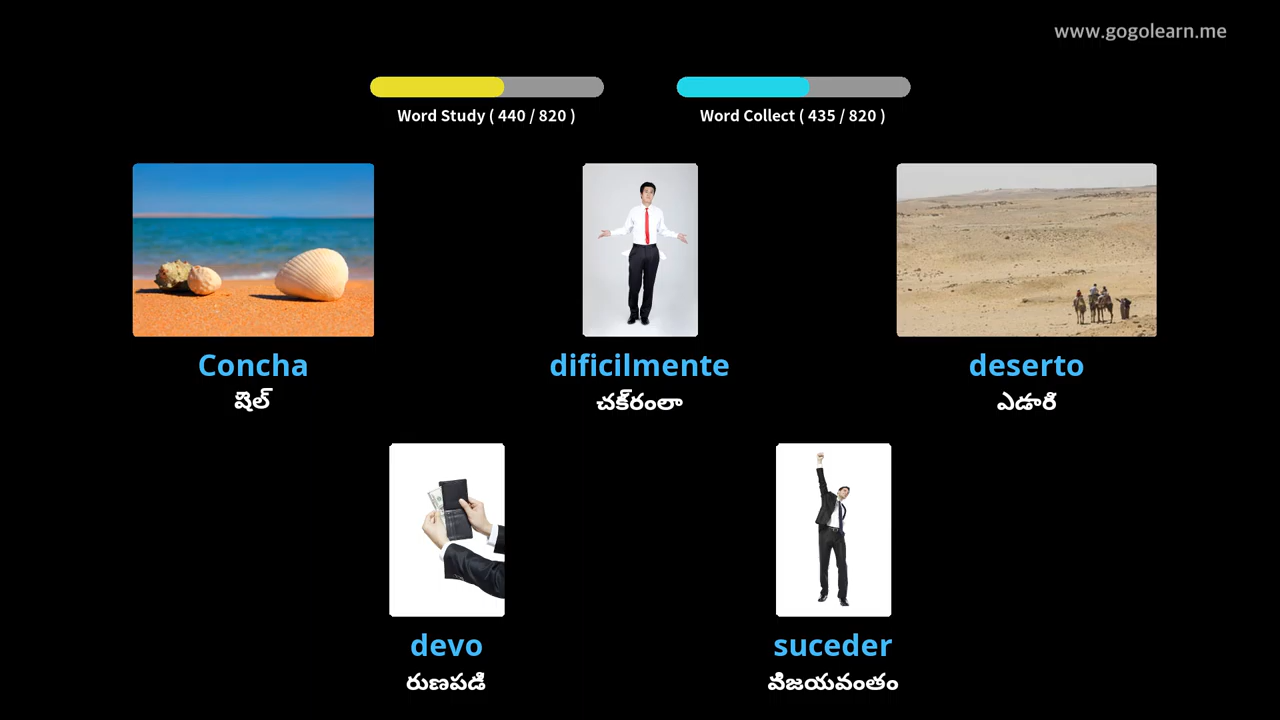 www.gogolearn.me
Word Study ( 440 / 820 )
Word Collect ( 435 / 820 )
Concha
షెల్
dificilmente
చక్రంలా
deserto
ఎడారి
devo
రుణపడి
suceder
విజయవంతం